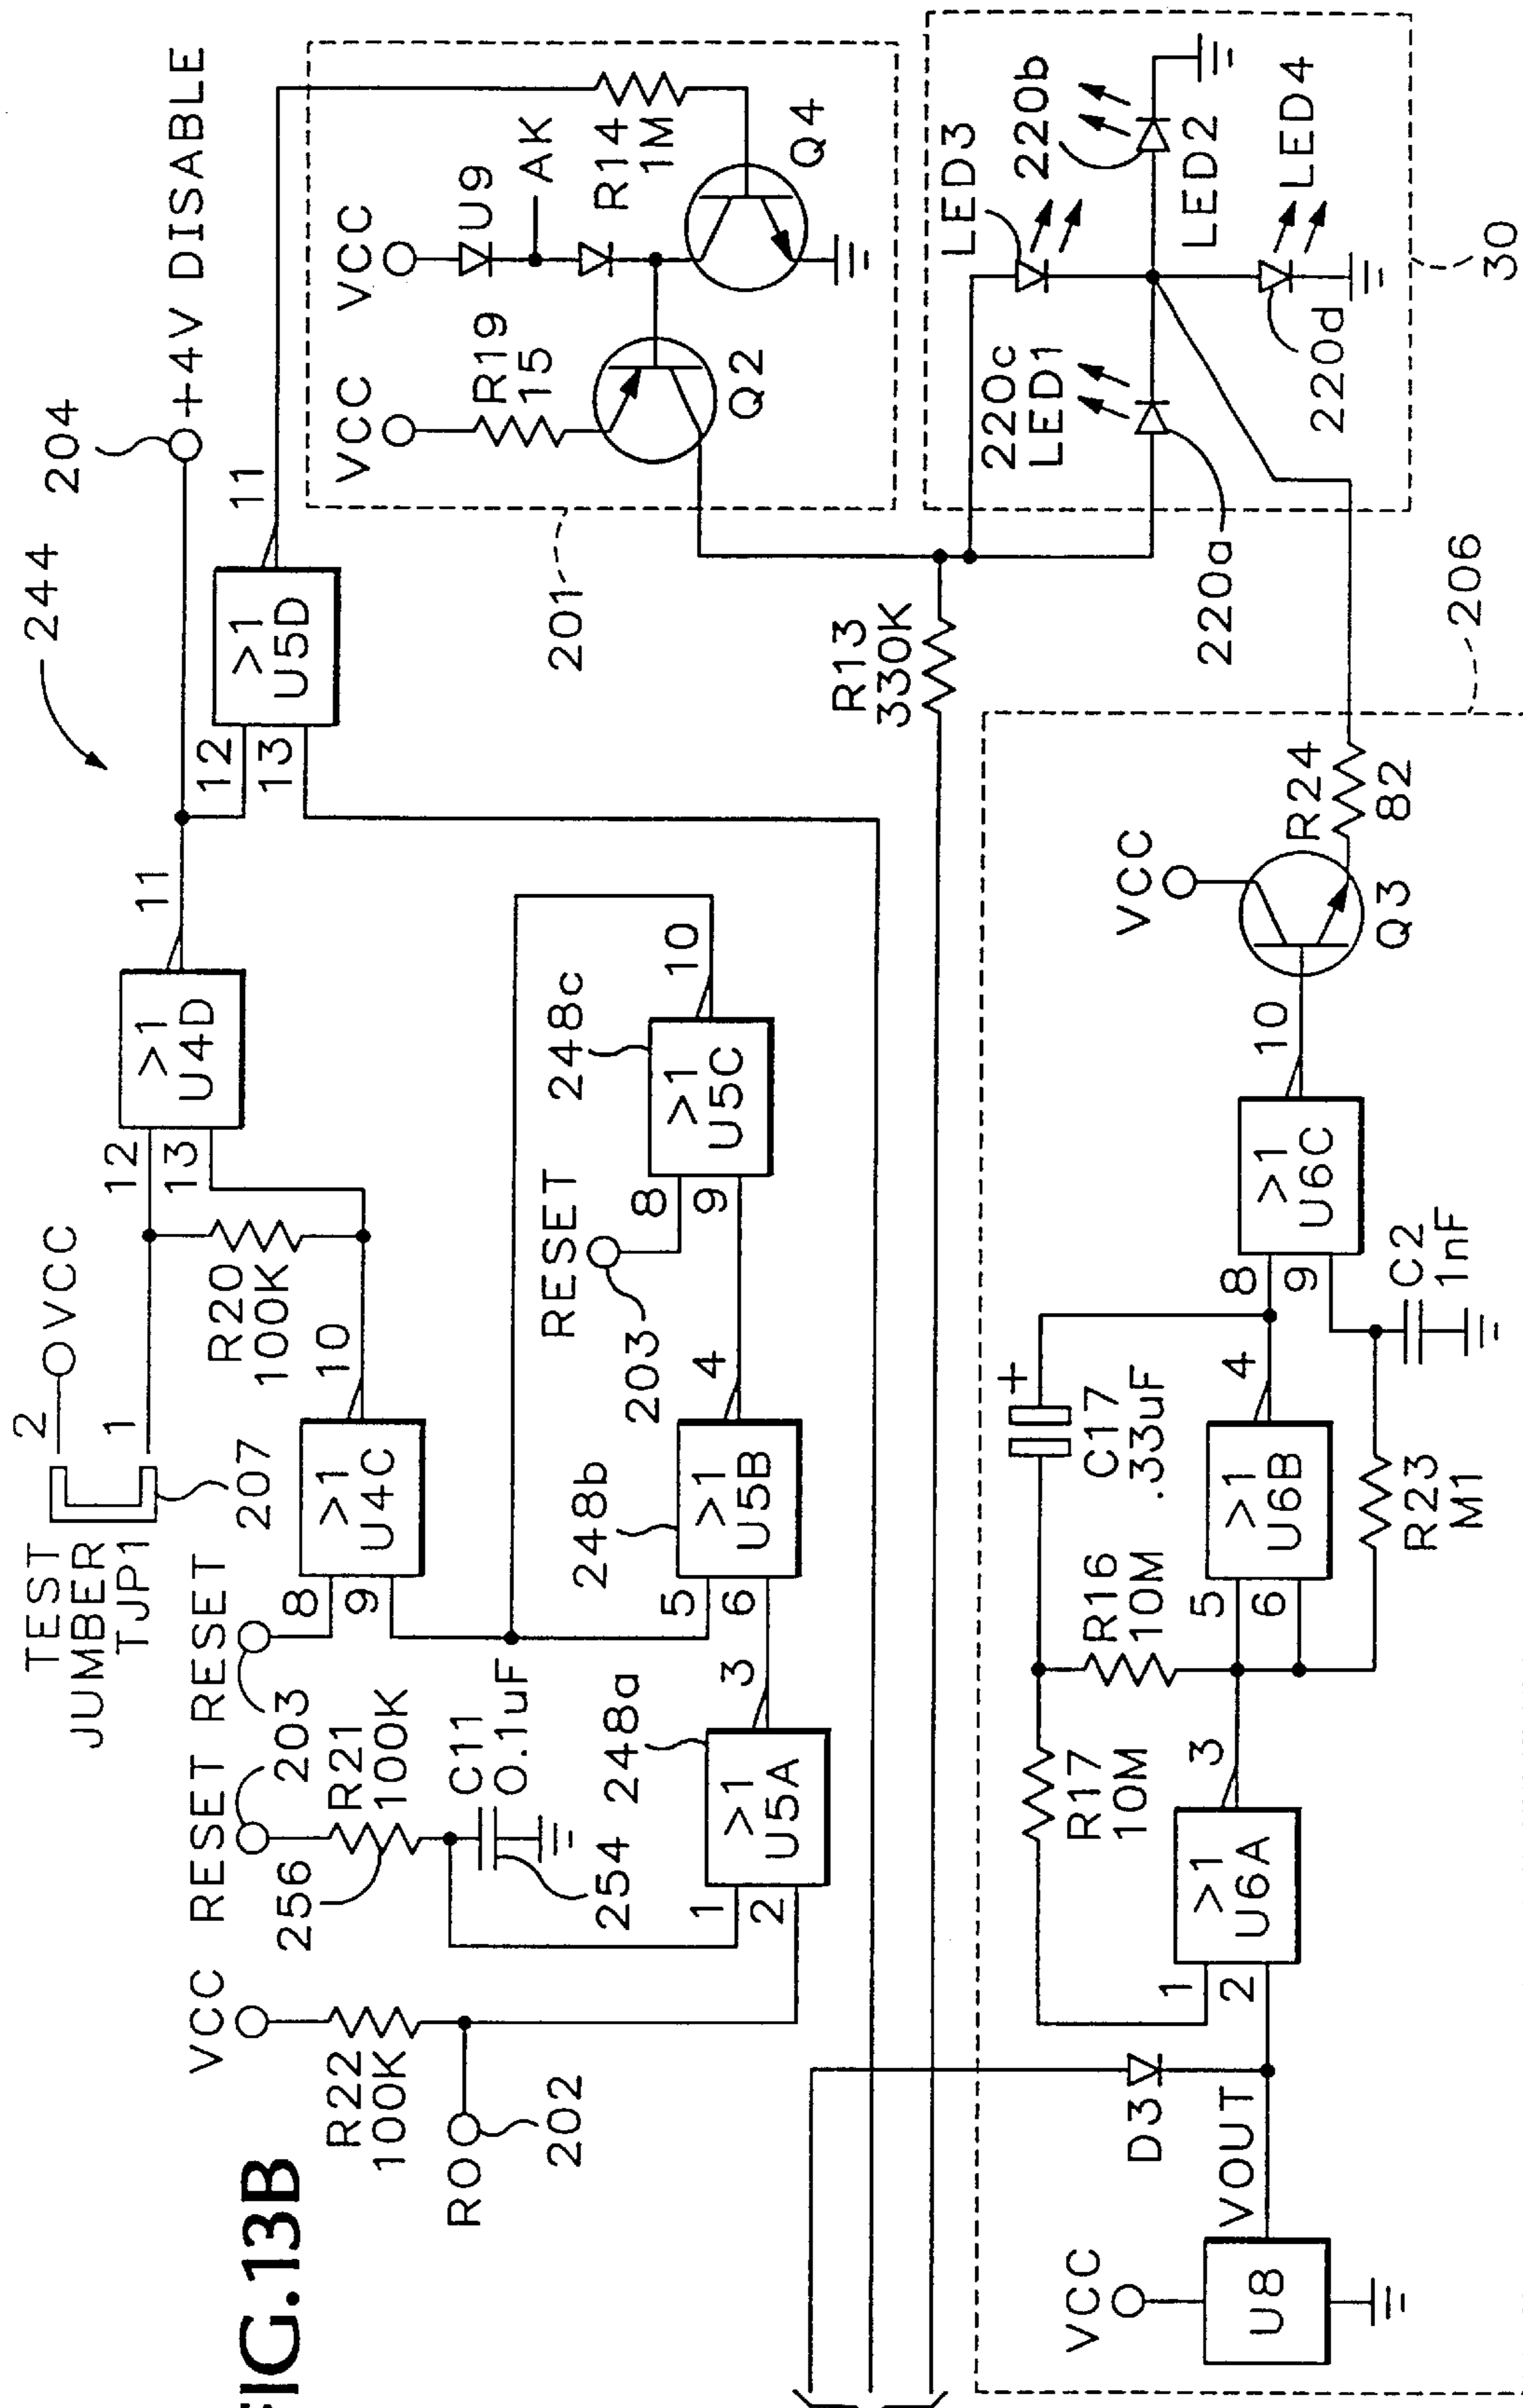 FIG.13B
244
204
+4V DISABLE
TEST
JUMBER
TJP1
2
VCC
1
207
12
13
>1
U4D
11
12
13
>1
U5D
11
R20
100K
RESET
RESET
203
203
8
9
>1
U4C
10
VCC
256
R21
100K
R22
100K
RO
202
C11
0.1uF
254
248a
1
2
>1
U5A
3
248b
5
6
>1
U5B
4
RESET
203
8
9
248c
>1
U5C
10
201
VCC
R19
15
Q2
VCC
U9
AK
R14
1M
Q4
R13
330K
LED3
220b
220c
LED1
LED2
LED4
220a
220d
30
206
VCC
U8
VOUT
D3
1
2
>1
U6A
3
R17
10M
R16
10M
C17
.33uF
+
5
6
>1
U6B
4
R23
M1
8
9
>1
U6C
10
C2
1nF
VCC
Q3
R24
82